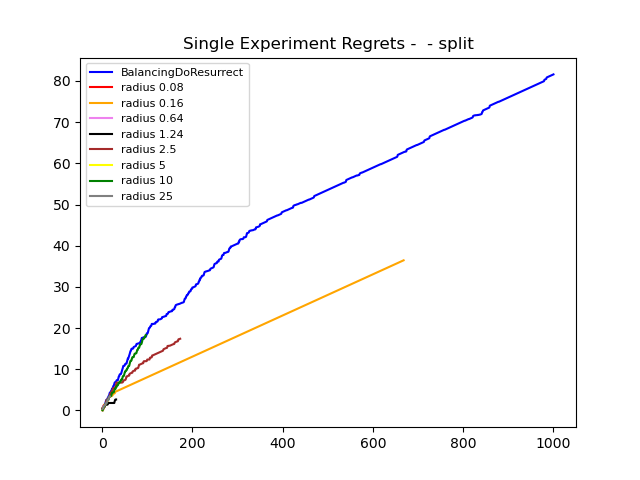 Single Experiment Regrets -  - split
BalancingDoResurrect
radius 0.08
radius 0.16
radius 0.64
radius 1.24
radius 2.5
radius 5
radius 10
radius 25
80
70
60
50
40
30
20
10
0
0 200 400 600 800 1000